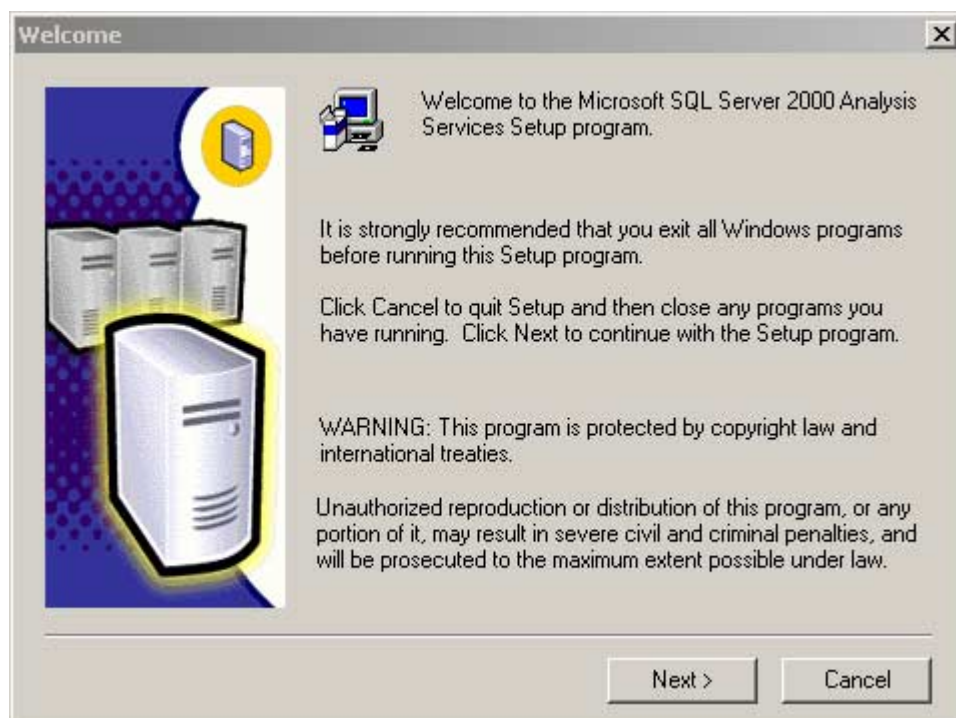 Welcome
Welcome to the Microsoft SQL Server 2000 Analysis
Services Setup program.
It is strongly recommended that you exit all Windows programs
before running this Setup program.
Click Cancel to quit Setup and then close any programs you
have running.  Click Next to continue with the Setup program.
WARNING: This program is protected by copyright law and
international treaties.
Unauthorized reproduction or distribution of this program, or any
portion of it, may result in severe civil and criminal penalties, and
will be prosecuted to the maximum extent possible under law.
Next >
Cancel